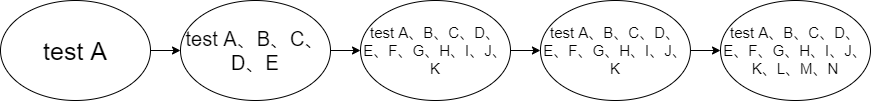 test A
test A、B、C、
D、E
test A、B、C、D、
E、F、G、H、I、J、
K
test A、B、C、D、
E、F、G、H、I、J、
K
test A、B、C、D、
E、F、G、H、I、J、
K、L、M、N